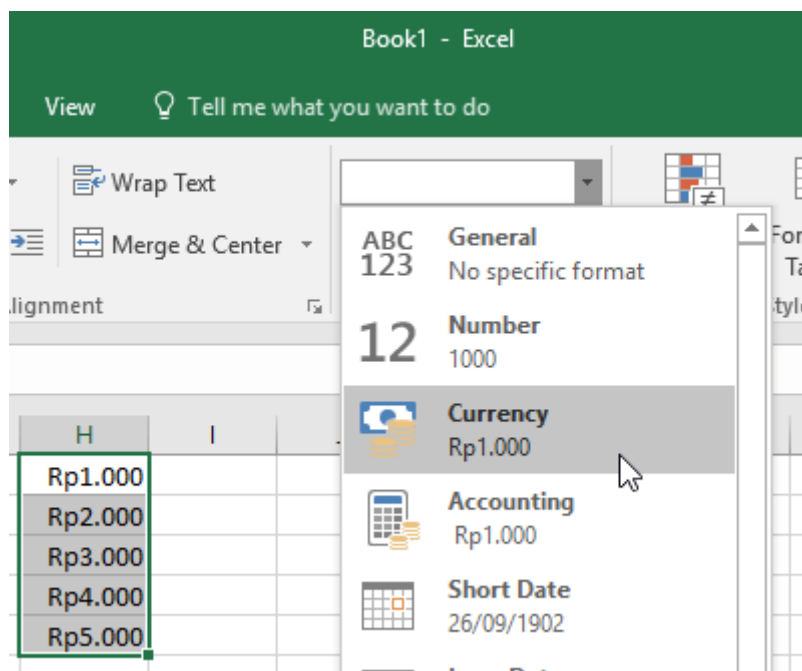 Book1 - Excel
View
Tell me what you want to do
Wrap Text
Merge & Center
lignment
ABC
123
General
No specific format
12
Number
1000
Currency
Rp1.000
Accounting
Rp1.000
Short Date
26/09/1902
H
I
Rp1.000
Rp2.000
Rp3.000
Rp4.000
Rp5.000